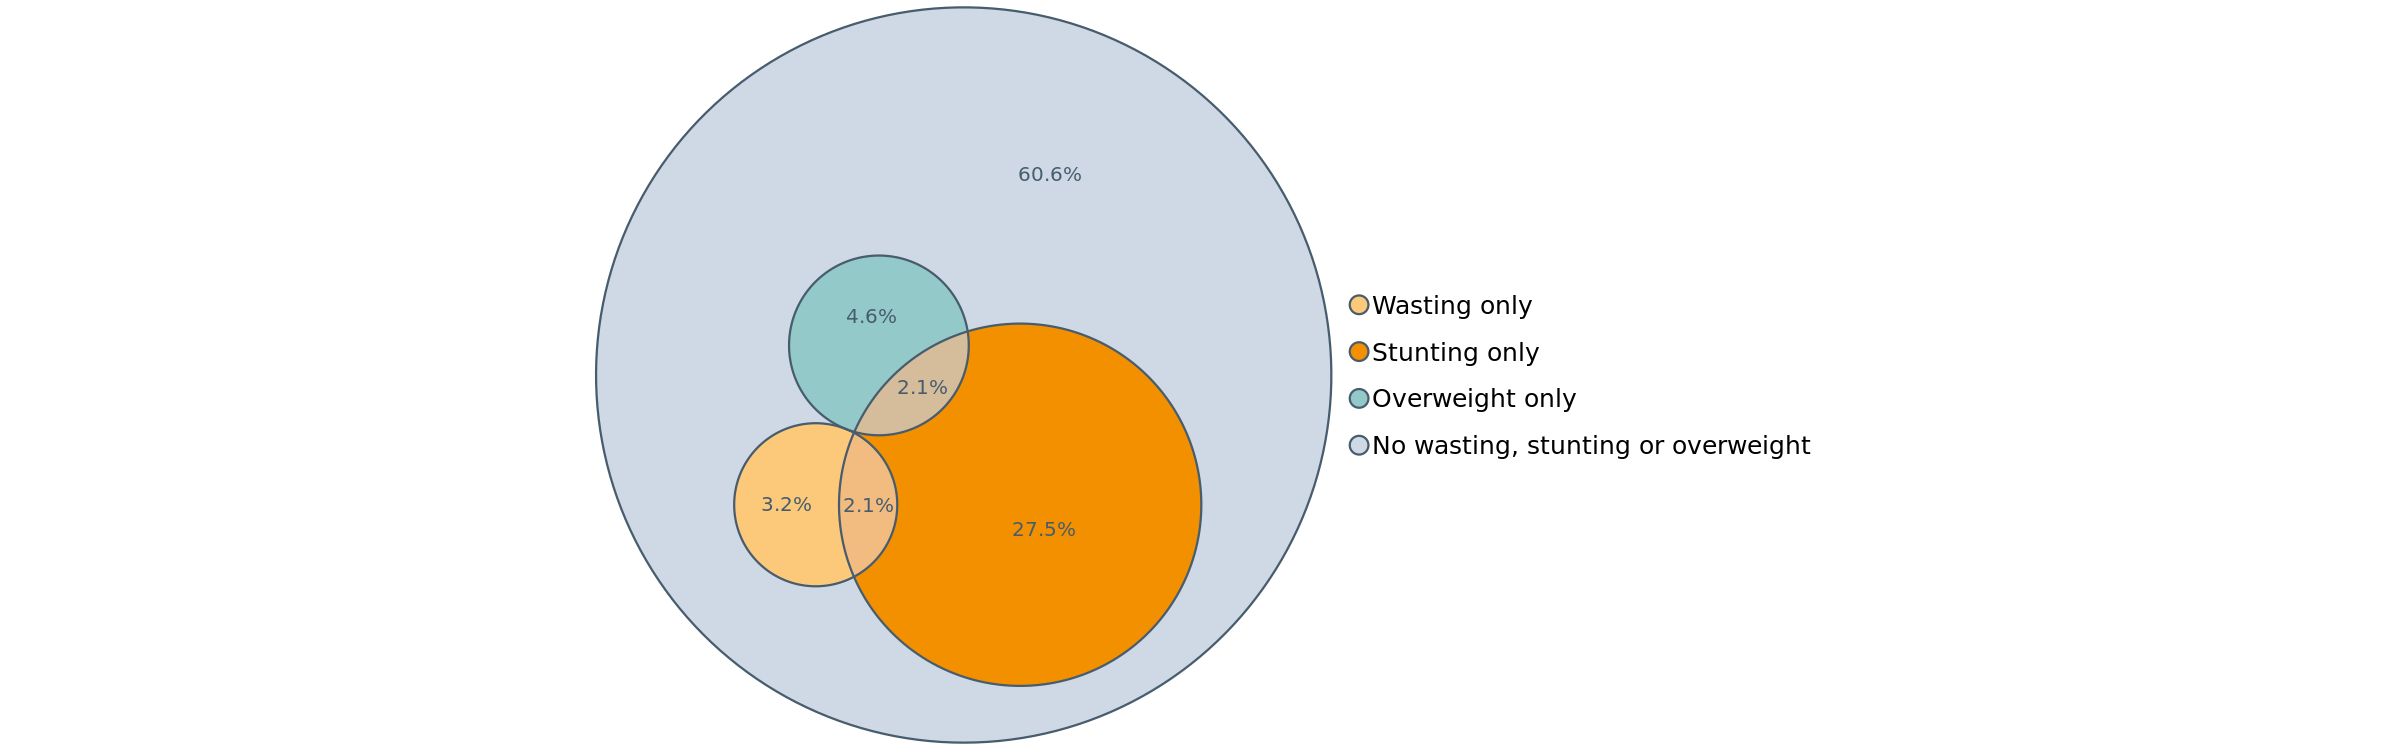 60.6%
4.6%
2.1%
3.2%
2.1%
27.5%
Wasting only
Stunting only
Overweight only
No wasting, stunting or overweight